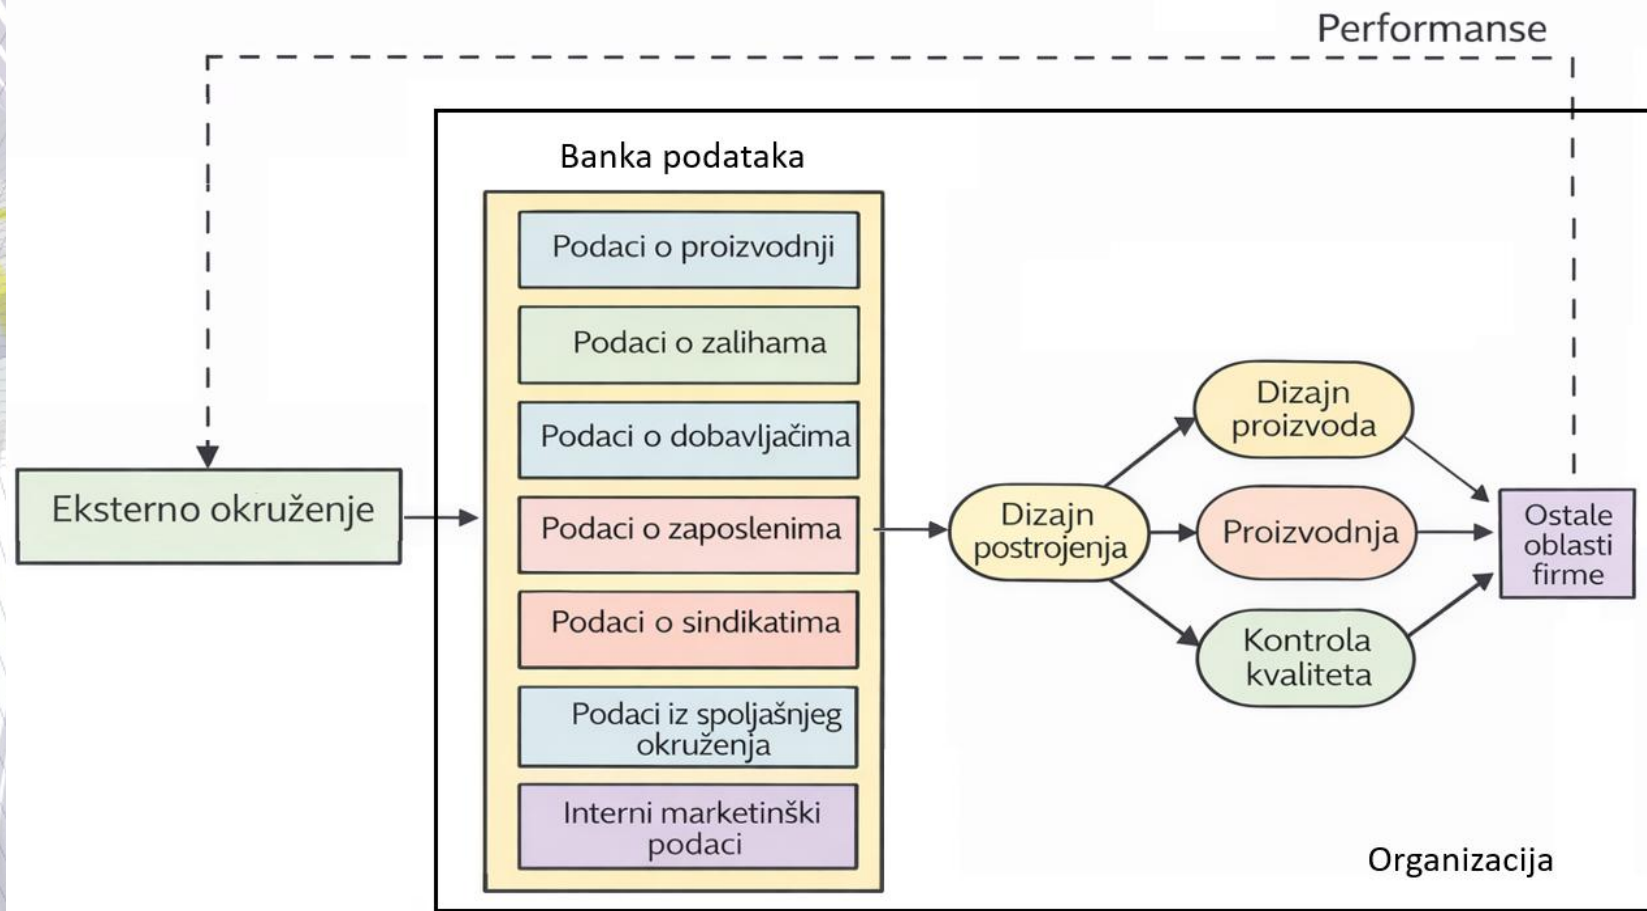 Performanse
Banka podataka
Podaci o proizvodnji
Podaci o zalihama
Podaci o dobavljačima
Podaci o zaposlenima
Podaci o sindikatima
Podaci iz spoljašnjeg
okruženja
Interni marketinški
podaci
Eksterno okruženje
Dizajn
postrojenja
Dizajn
proizvoda
Proizvodnja
Kontrola
kvaliteta
Ostale
oblasti
firme
Organizacija